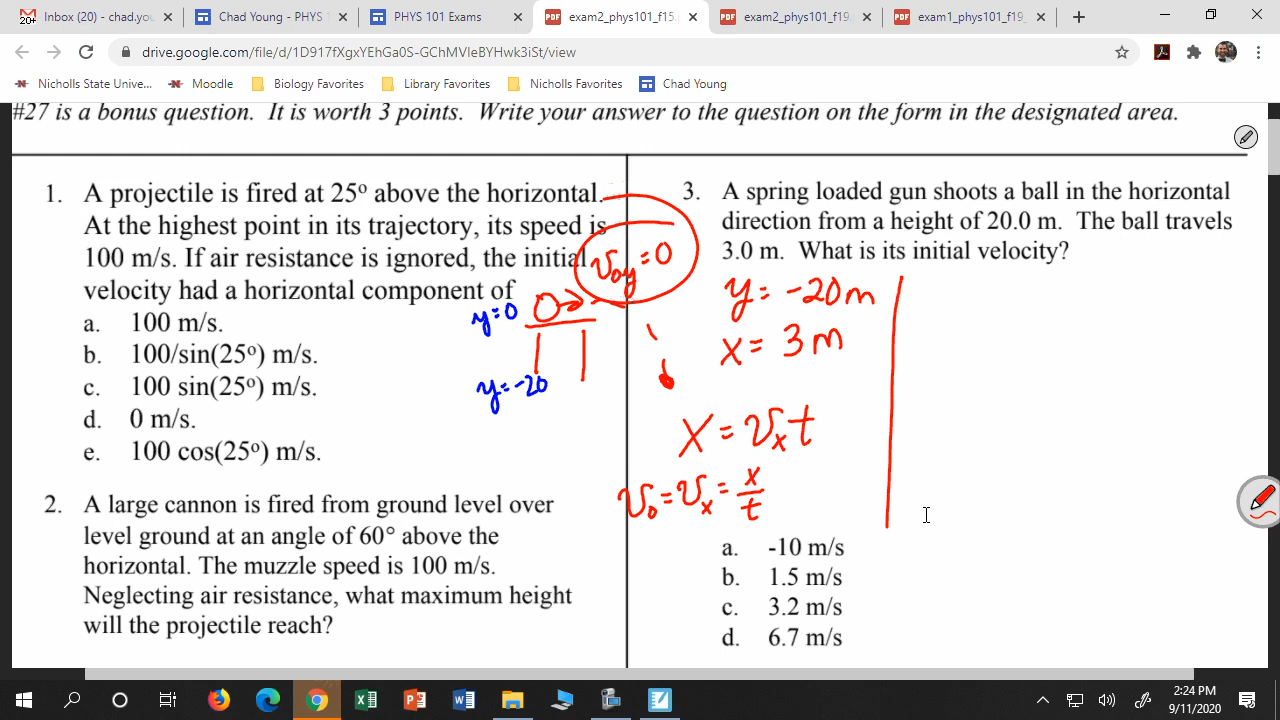 Inbox (20) - chad.you
Chad Young - PHYS
PHYS 101 Exams
exam2_phys101_f15.
exam2_phys101_f19.
exam1_phys101_f19_
drive.google.com/file/d/1D917fXgxYEhGa0S-GChMVleBYHwk3iSt/view
Nicholls State Unive...
Moodle
Biology Favorites
Library Favorites
Nicholls Favorites
Chad Young
#27 is a bonus question. It is worth 3 points. Write your answer to the question on the form in the designated area.
1. A projectile is fired at 25° above the horizontal.
At the highest point in its trajectory, its speed is
100 m/s. If air resistance is ignored, the initial
velocity had a horizontal component of
a. 100 m/s.
b. 100/sin(25°) m/s.
c. 100 sin(25°) m/s.
d. 0 m/s.
e. 100 cos(25°) m/s.
y=0
y=-20
v0y=0
2. A large cannon is fired from ground level over
level ground at an angle of 60° above the
horizontal. The muzzle speed is 100 m/s.
Neglecting air resistance, what maximum height
will the projectile reach?
3. A spring loaded gun shoots a ball in the horizontal
direction from a height of 20.0 m. The ball travels
3.0 m. What is its initial velocity?
y = -20m
x = 3m
x = vx t
v0 = vx = x/t
a. -10 m/s
b. 1.5 m/s
c. 3.2 m/s
d. 6.7 m/s
2:24 PM
9/11/2020